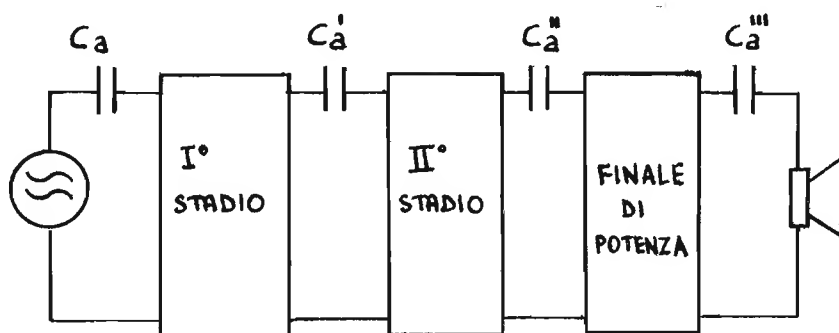 Ca
Ca'
Ca"
Ca'''
I°
STADIO
II°
STADIO
FINALE
DI
POTENZA